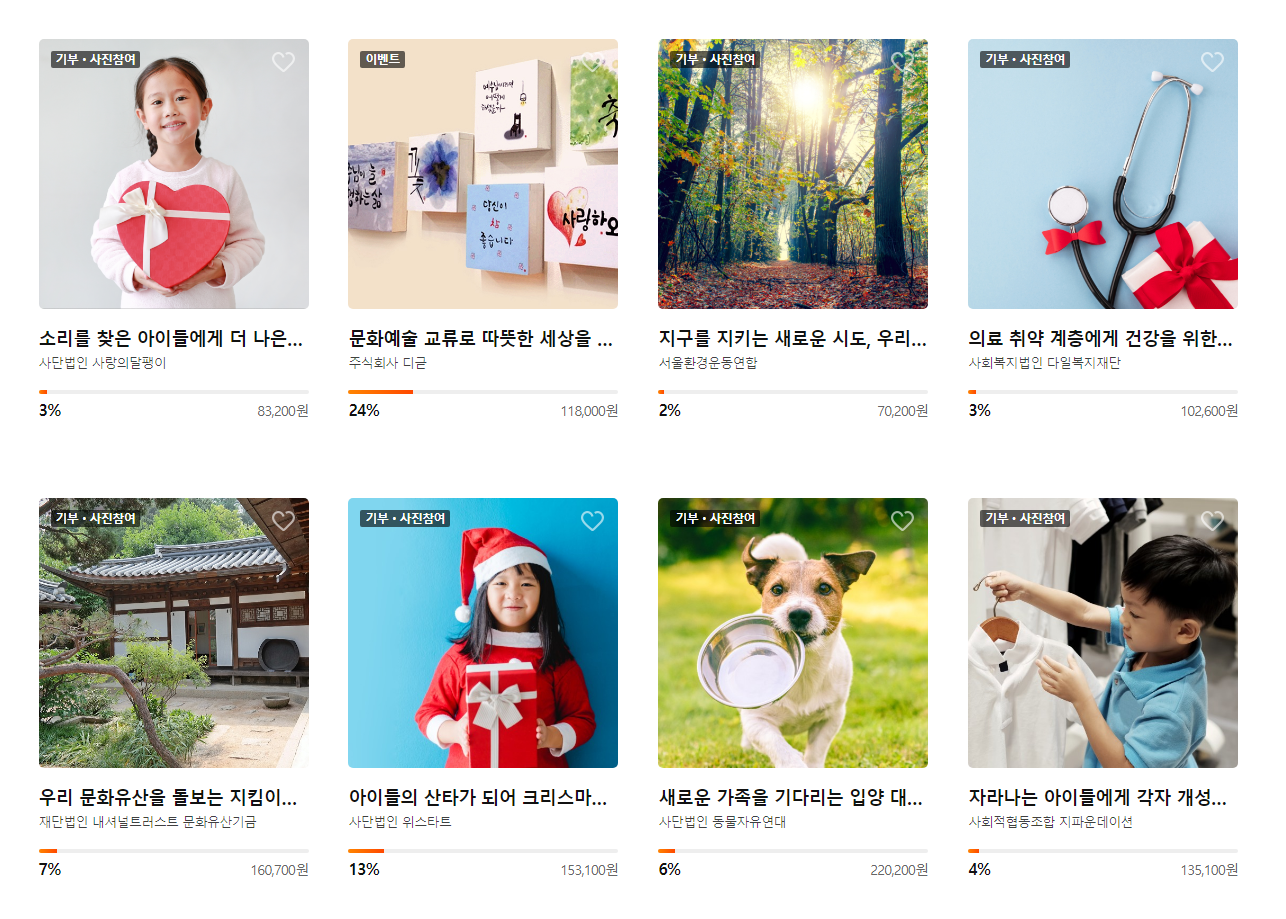 기부 • 사진참여
이벤트
기부 • 사진참여
기부 • 사진참여
꽃
당신이
참
좋습니다
사랑하오
축
소리를 찾은 아이들에게 더 나은...
문화예술 교류로 따뜻한 세상을 ...
지구를 지키는 새로운 시도, 우리...
의료 취약 계층에게 건강을 위한...
사단법인 사랑의달팽이
주식회사 디귿
서울환경운동연합
사회복지법인 다일복지재단
3%
83,200원
24%
118,000원
2%
70,200원
3%
102,600원
기부 • 사진참여
기부 • 사진참여
기부 • 사진참여
기부 • 사진참여
우리 문화유산을 돌보는 지킴이...
아이들의 산타가 되어 크리스마...
새로운 가족을 기다리는 입양 대...
자라나는 아이들에게 각자 개성...
재단법인 내셔널트러스트 문화유산기금
사단법인 위스타트
사단법인 동물자유연대
사회적협동조합 지파운데이션
7%
160,700원
13%
153,100원
6%
220,200원
4%
135,100원